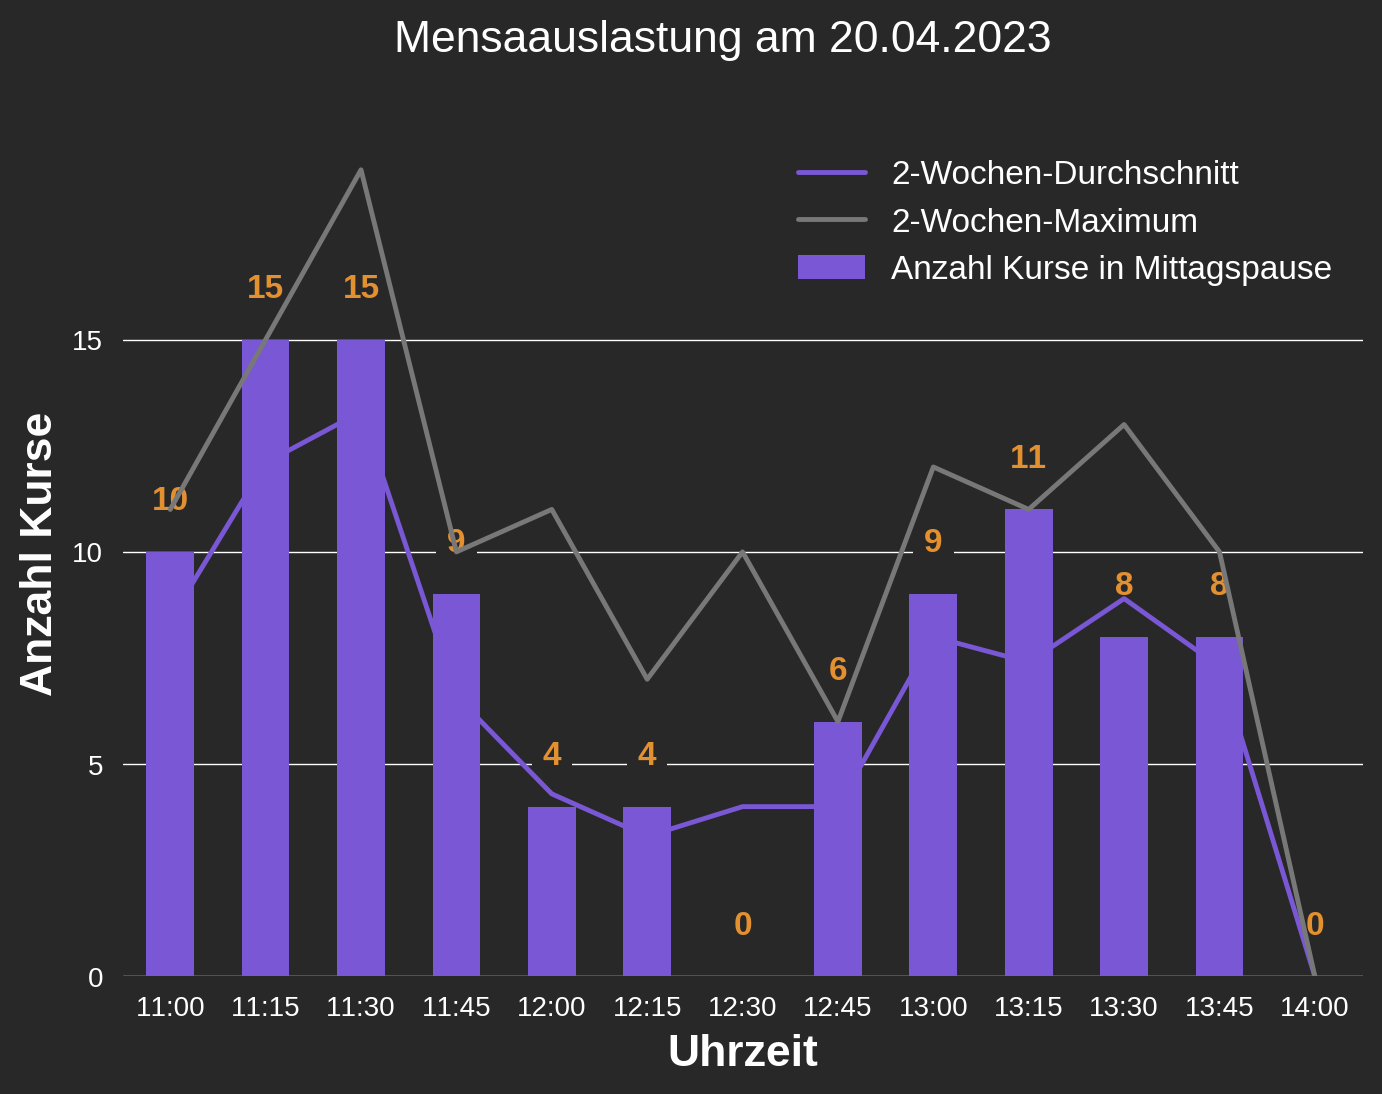 Mensaauslastung am 20.04.2023
2-Wochen-Durchschnitt
2-Wochen-Maximum
Anzahl Kurse in Mittagspause
Anzahl Kurse
15
10
5
0
10
15
15
9
4
4
0
6
9
11
8
8
0
11:00 11:15 11:30 11:45 12:00 12:15 12:30 12:45 13:00 13:15 13:30 13:45 14:00
Uhrzeit